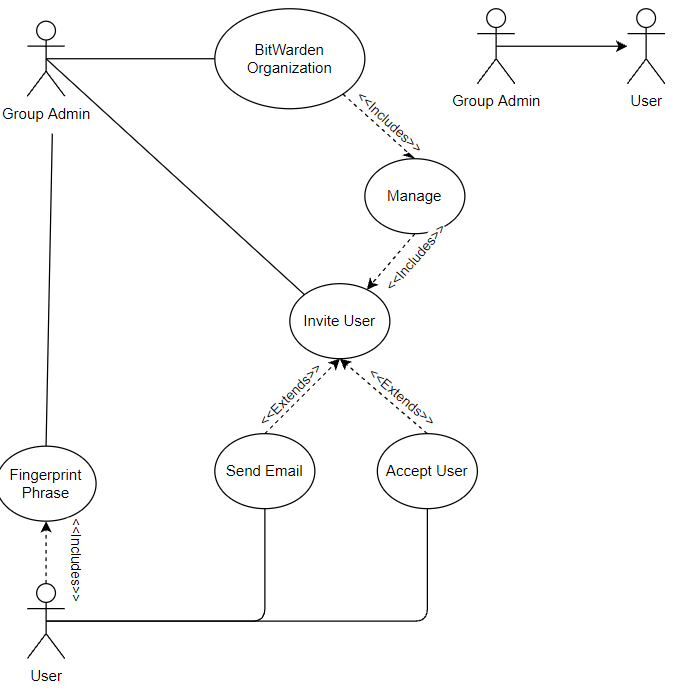 BitWarden
Organization
Group Admin
Group Admin
User
<<Includes>>
Manage
<<Includes>>
Invite User
<<Extends>>
<<Extends>>
Fingerprint
Phrase
Send Email
Accept User
<<Includes>>
User